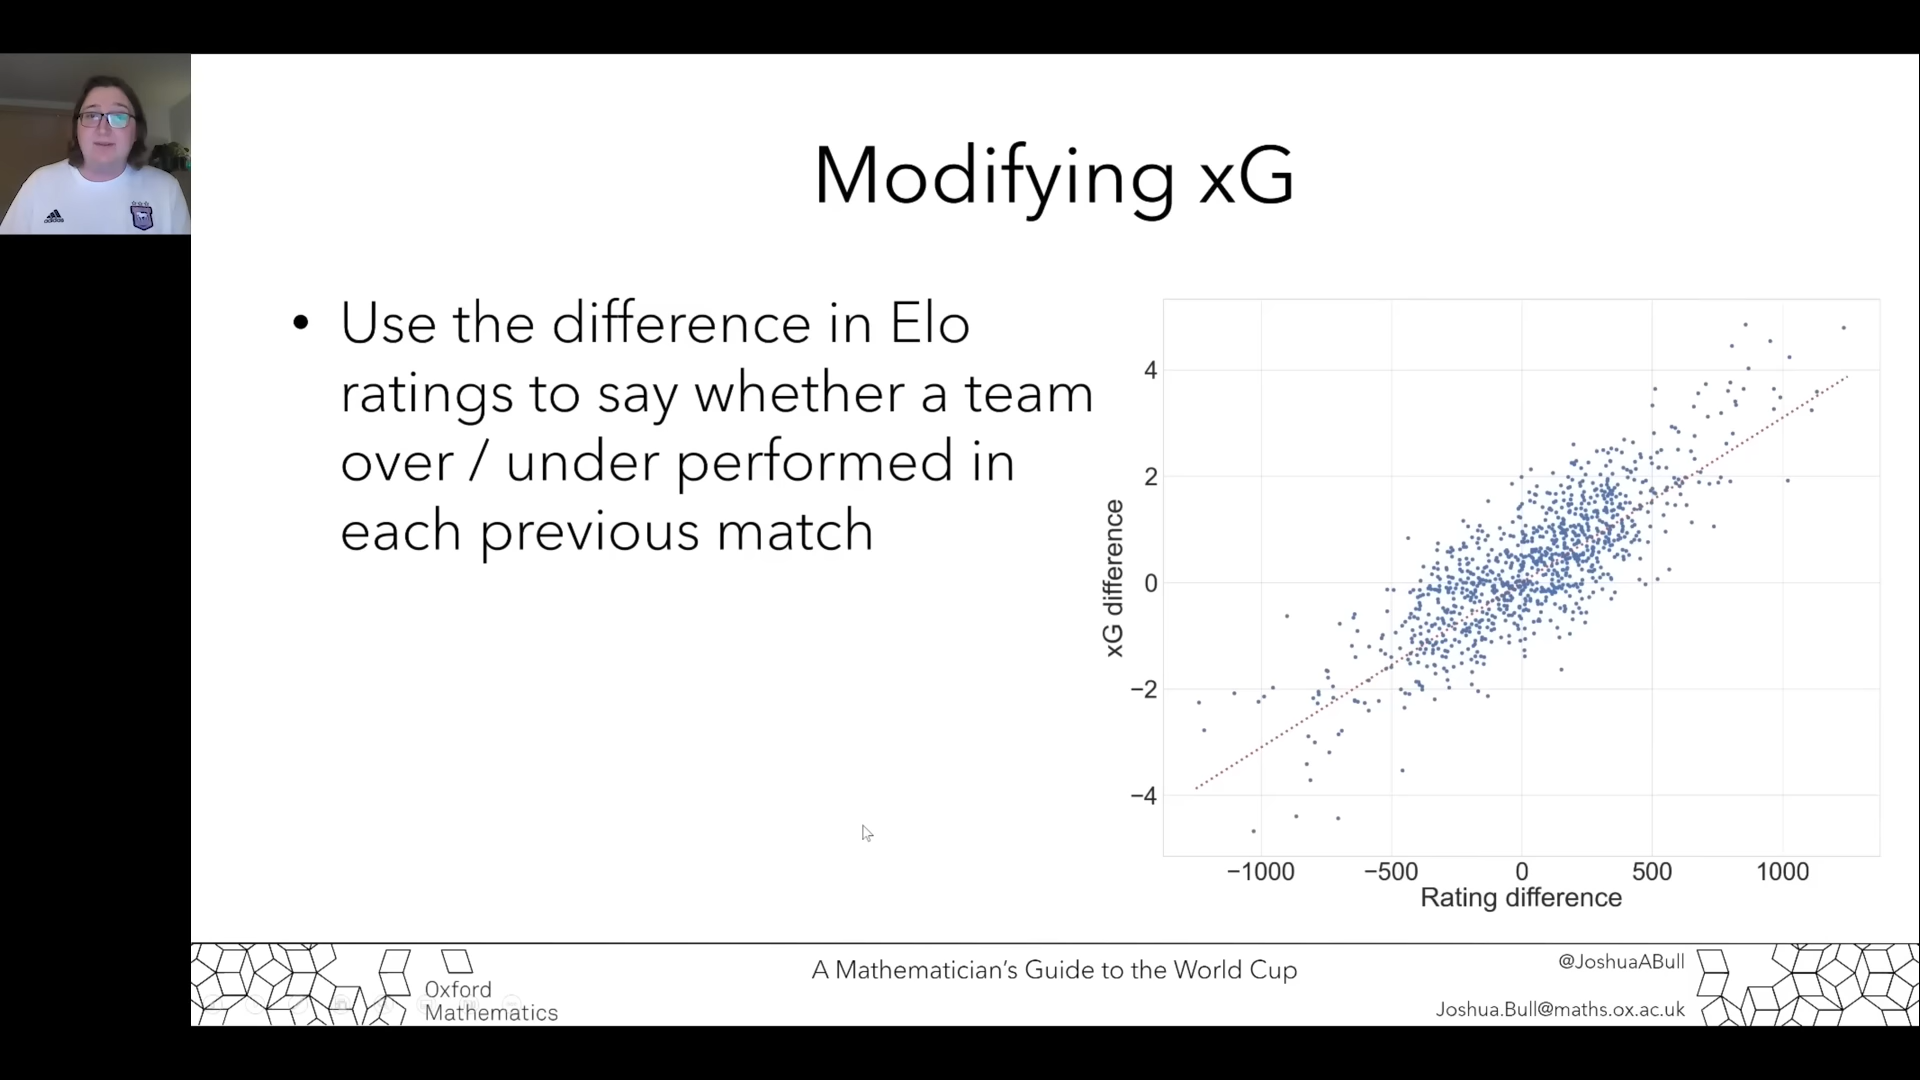 Modifying xG
• Use the difference in Elo
ratings to say whether a team
over / under performed in
each previous match
4
2
0
−2
−4
xG difference
−1000 −500 0 500 1000
Rating difference
adidas
Oxford
Mathematics
A Mathematician's Guide to the World Cup
@JoshuaABull
Joshua.Bull@maths.ox.ac.uk